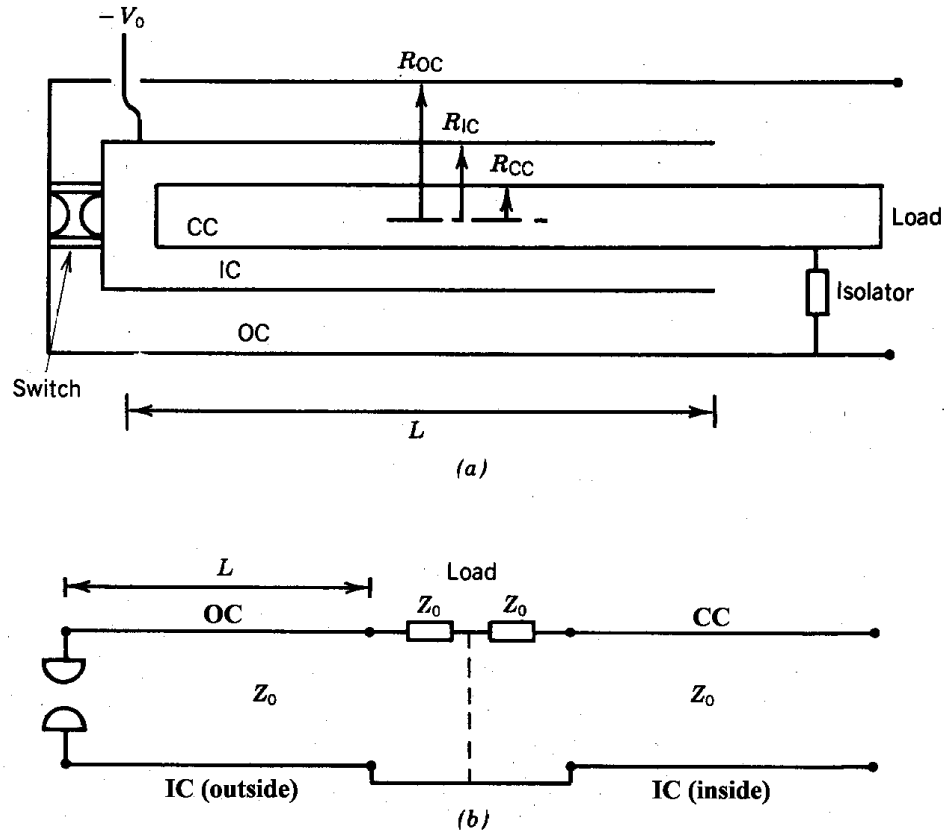 −V₀
R_OC
R_IC
R_CC
CC
Load
IC
Isolator
OC
Switch
L
(a)
L
Load
OC
Z₀
Z₀
CC
Z₀
Z₀
IC (outside)
IC (inside)
(b)